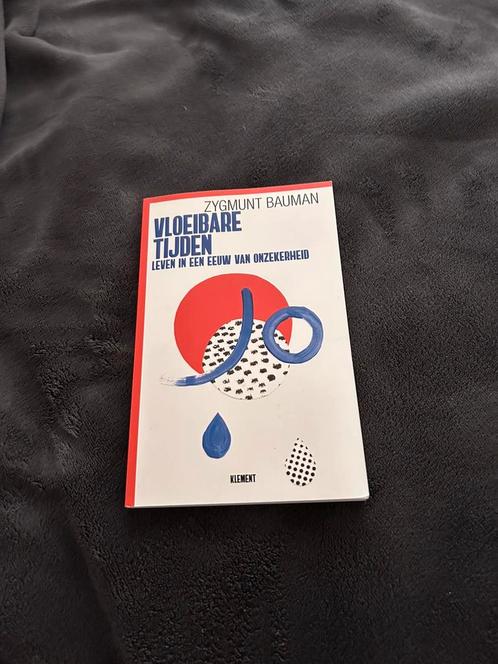 ZYGMUNT BAUMAN
VLOEIBARE
TIJDEN
LEVEN IN EEN EEUW VAN ONZEKERHEID
KLEMENT